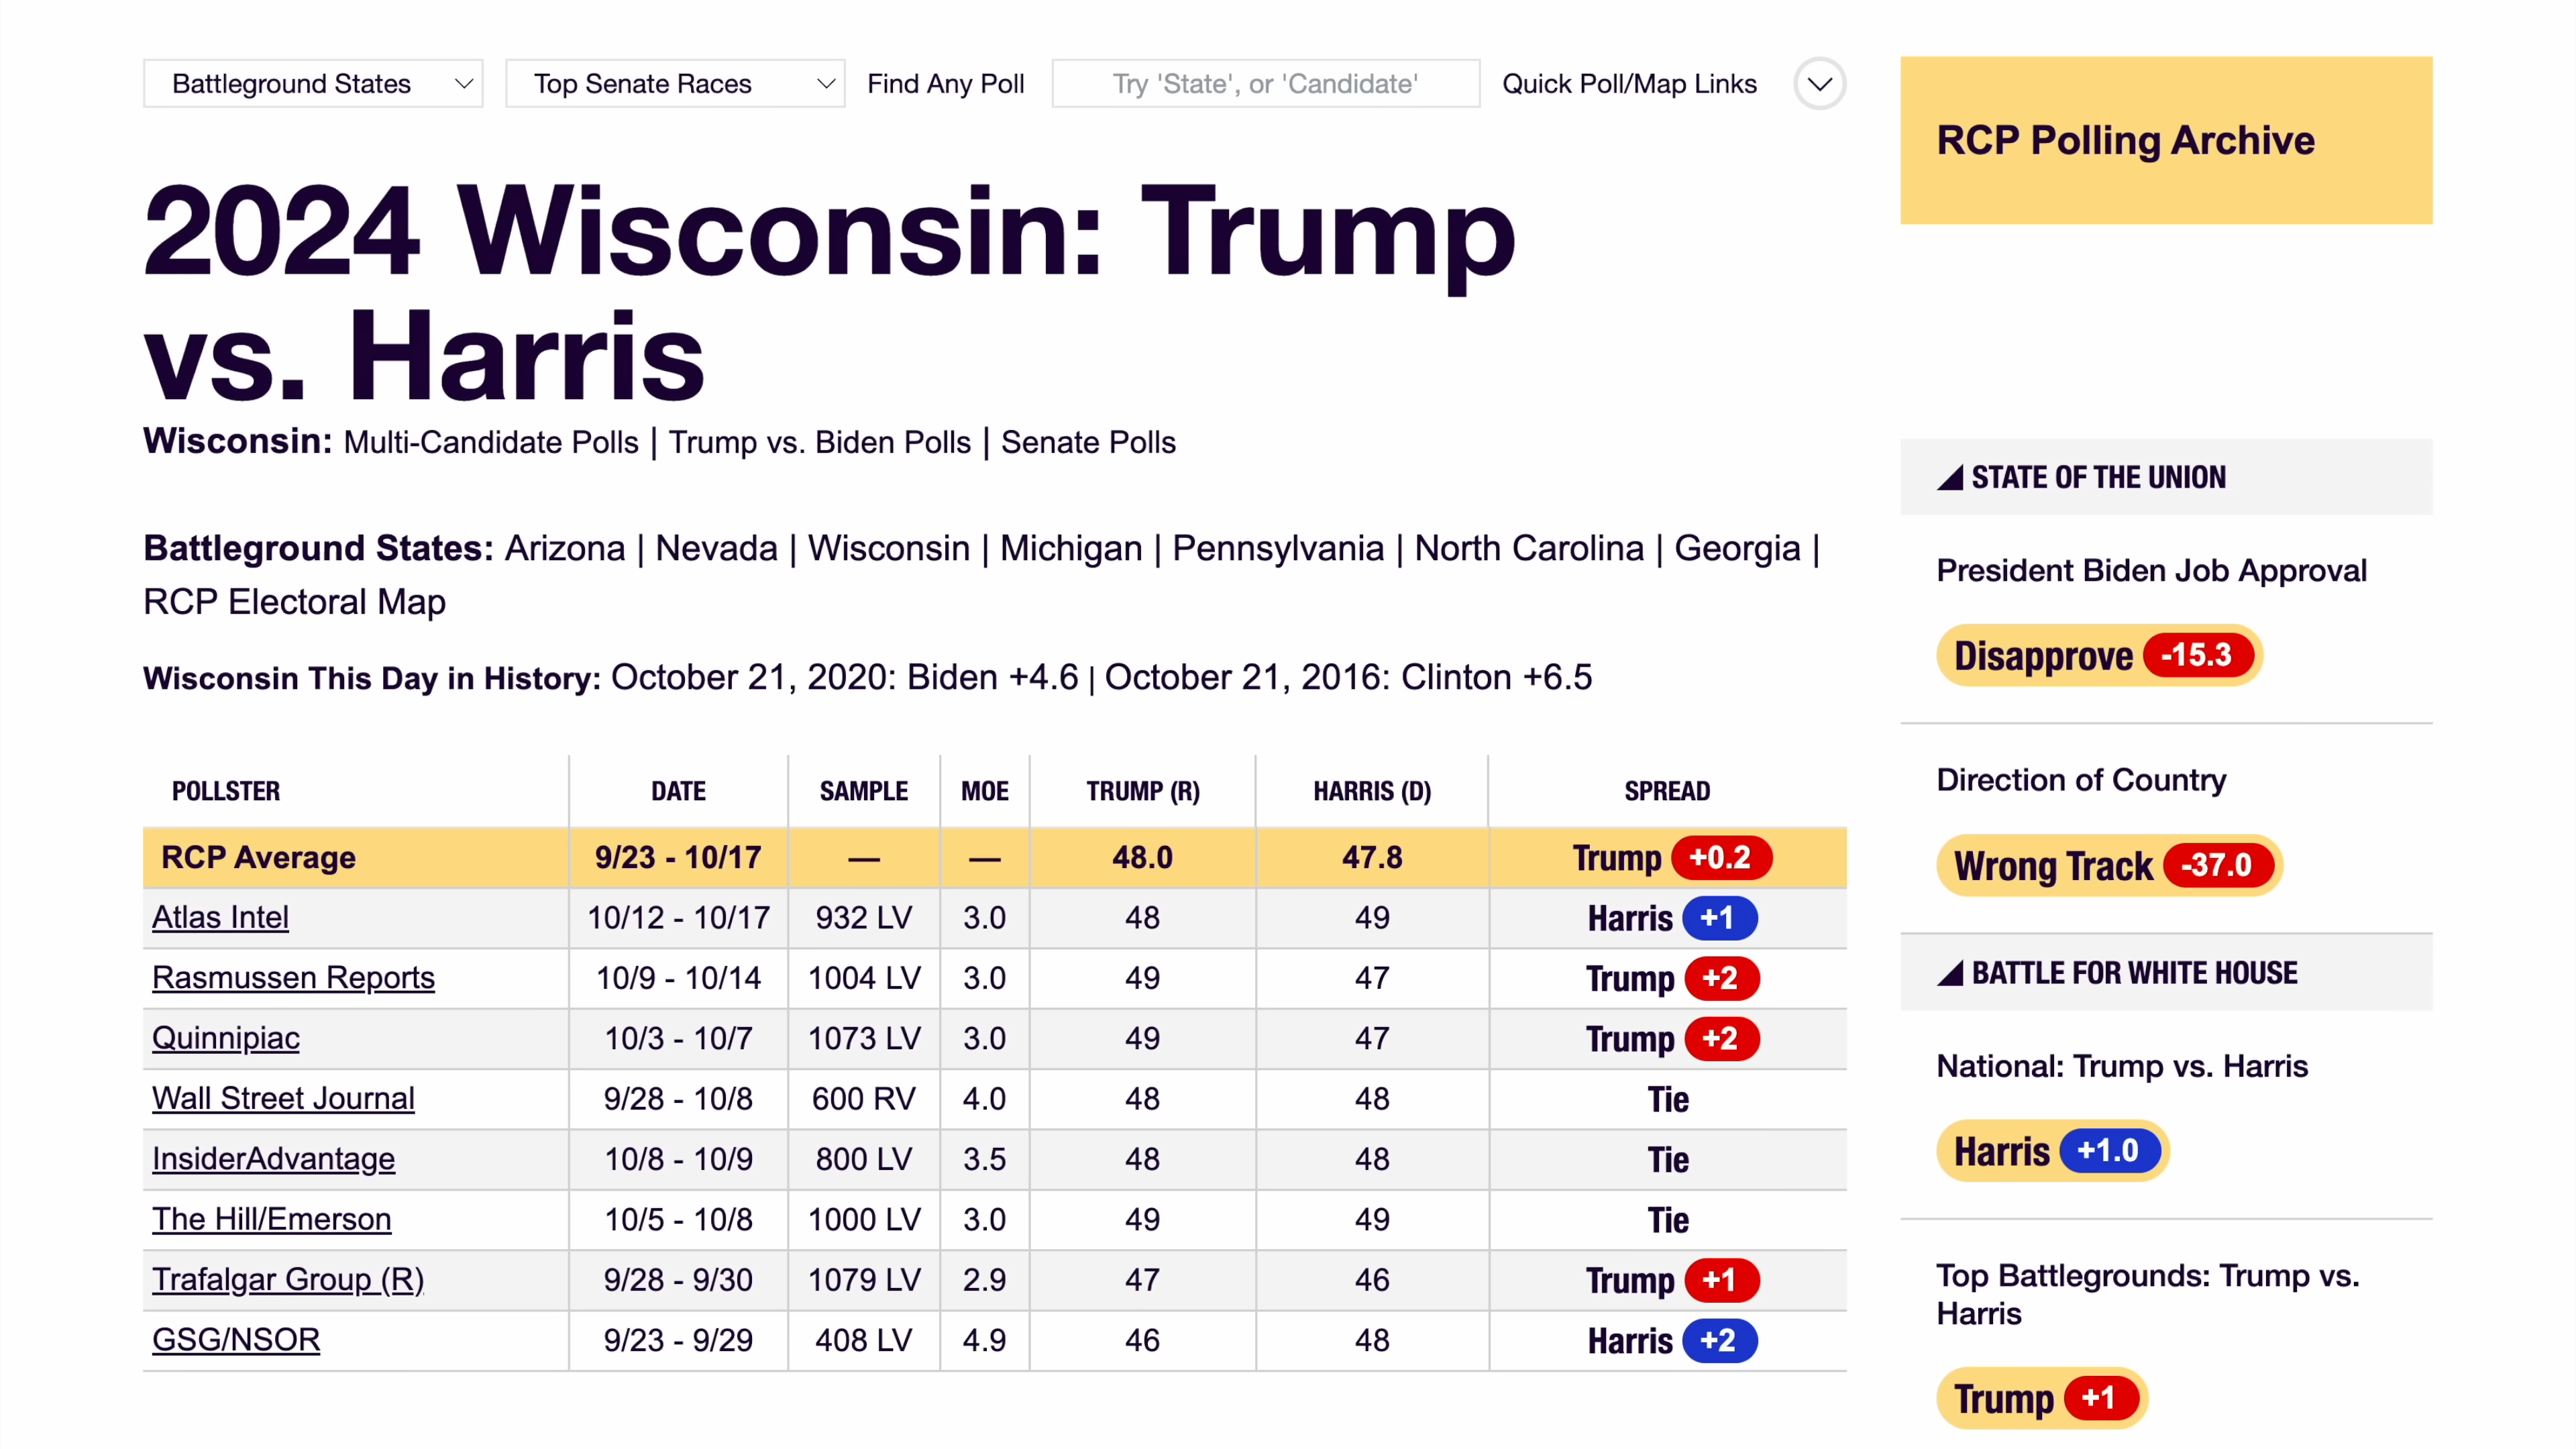 Battleground States Top Senate Races Find Any Poll Try 'State', or 'Candidate' Quick Poll/Map Links
RCP Polling Archive
2024 Wisconsin: Trump
vs. Harris
Wisconsin: Multi-Candidate Polls | Trump vs. Biden Polls | Senate Polls
Battleground States: Arizona | Nevada | Wisconsin | Michigan | Pennsylvania | North Carolina | Georgia |
RCP Electoral Map
Wisconsin This Day in History: October 21, 2020: Biden +4.6 | October 21, 2016: Clinton +6.5
POLLSTER DATE SAMPLE MOE TRUMP (R) HARRIS (D) SPREAD
RCP Average 9/23 - 10/17 — — 48.0 47.8 Trump +0.2
Atlas Intel 10/12 - 10/17 932 LV 3.0 48 49 Harris +1
Rasmussen Reports 10/9 - 10/14 1004 LV 3.0 49 47 Trump +2
Quinnipiac 10/3 - 10/7 1073 LV 3.0 49 47 Trump +2
Wall Street Journal 9/28 - 10/8 600 RV 4.0 48 48 Tie
InsiderAdvantage 10/8 - 10/9 800 LV 3.5 48 48 Tie
The Hill/Emerson 10/5 - 10/8 1000 LV 3.0 49 49 Tie
Trafalgar Group (R) 9/28 - 9/30 1079 LV 2.9 47 46 Trump +1
GSG/NSOR 9/23 - 9/29 408 LV 4.9 46 48 Harris +2
STATE OF THE UNION
President Biden Job Approval
Disapprove -15.3
Direction of Country
Wrong Track -37.0
BATTLE FOR WHITE HOUSE
National: Trump vs. Harris
Harris +1.0
Top Battlegrounds: Trump vs.
Harris
Trump +1